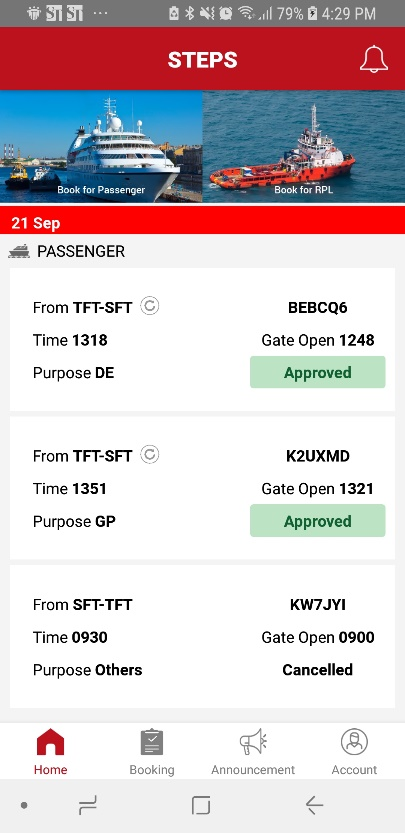 79% 4:29 PM
STEPS
Book for Passenger
Book for RPL
21 Sep
PASSENGER
From TFT-SFT
BEBCQ6
Time 1318
Gate Open 1248
Purpose DE
Approved
From TFT-SFT
K2UXMD
Time 1351
Gate Open 1321
Purpose GP
Approved
From SFT-TFT
KW7JYI
Time 0930
Gate Open 0900
Purpose Others
Cancelled
Home
Booking
Announcement
Account